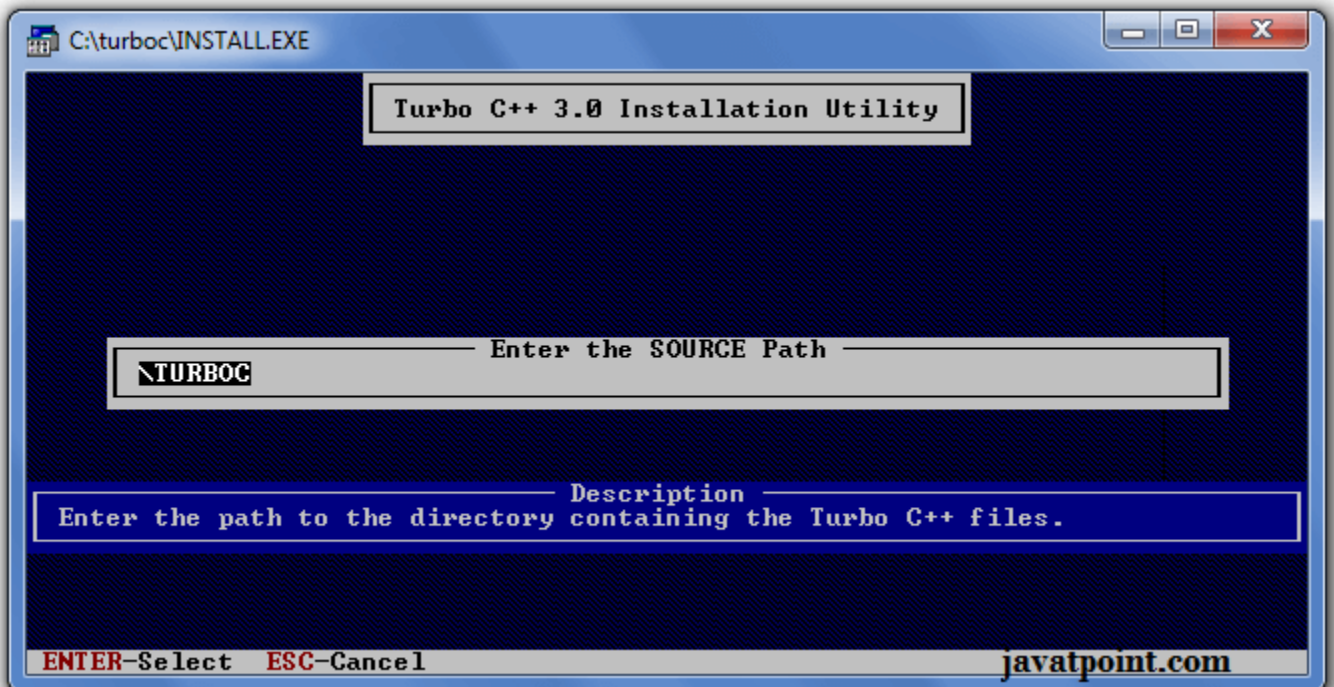 C:\turboc\INSTALL.EXE
Turbo C++ 3.0 Installation Utility
Enter the SOURCE Path
\TURBOC
Description
Enter the path to the directory containing the Turbo C++ files.
ENTER-Select ESC-Cancel
javatpoint.com